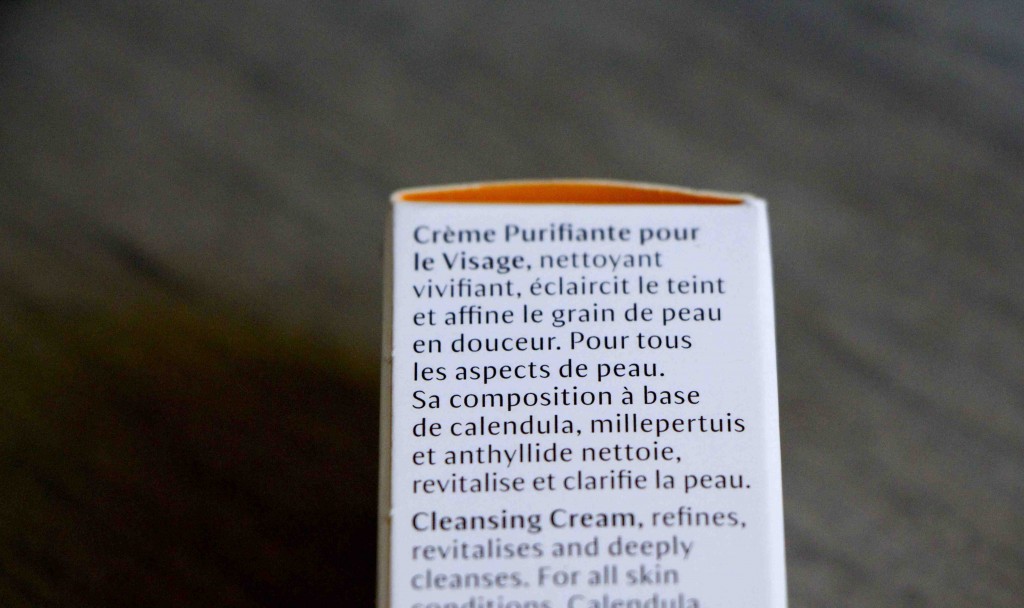 Crème Purifiante pour
le Visage, nettoyant
vivifiant, éclaircit le teint
et affine le grain de peau
en douceur. Pour tous
les aspects de peau.
Sa composition à base
de calendula, millepertuis
et anthyllide nettoie,
revitalise et clarifie la peau.
Cleansing Cream, refines,
revitalises and deeply
cleanses. For all skin
conditions. Calendula